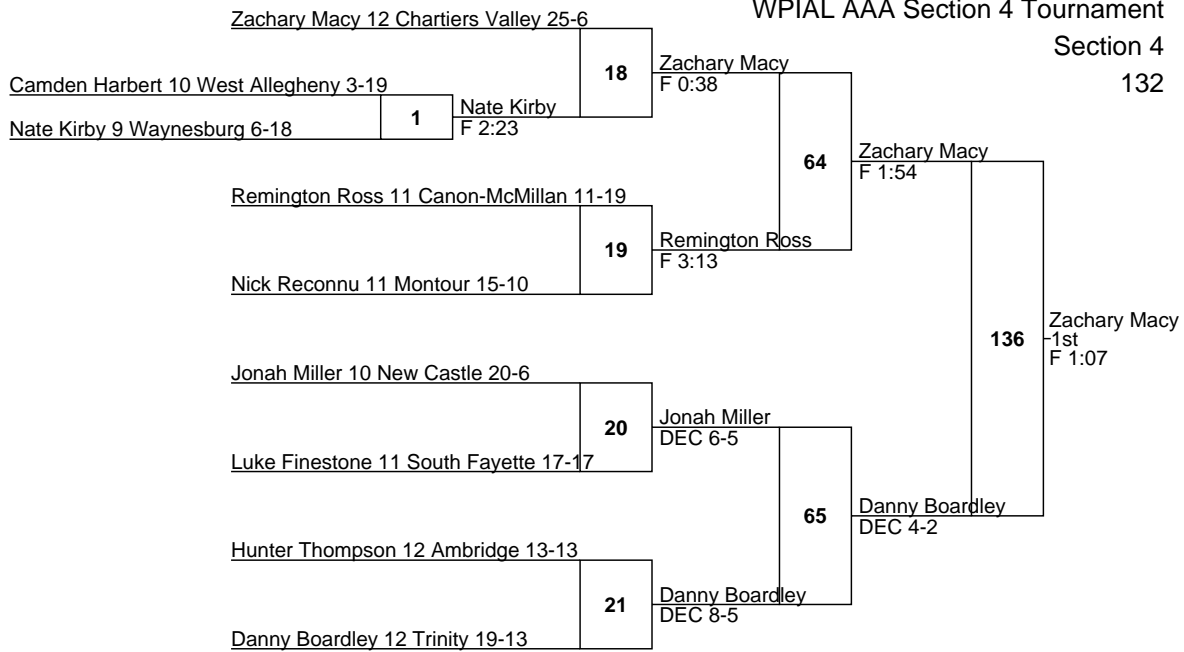 WPIAL AAA Section 4 Tournament
Section 4
132
Zachary Macy 12 Chartiers Valley 25-6
18
Zachary Macy
F 0:38
Camden Harbert 10 West Allegheny 3-19
1
Nate Kirby
F 2:23
Nate Kirby 9 Waynesburg 6-18
64
Zachary Macy
F 1:54
Remington Ross 11 Canon-McMillan 11-19
19
Remington Ross
F 3:13
Nick Reconnu 11 Montour 15-10
136
Zachary Macy
1st
F 1:07
Jonah Miller 10 New Castle 20-6
20
Jonah Miller
DEC 6-5
Luke Finestone 11 South Fayette 17-17
65
Danny Boardley
DEC 4-2
Hunter Thompson 12 Ambridge 13-13
21
Danny Boardley
DEC 8-5
Danny Boardley 12 Trinity 19-13